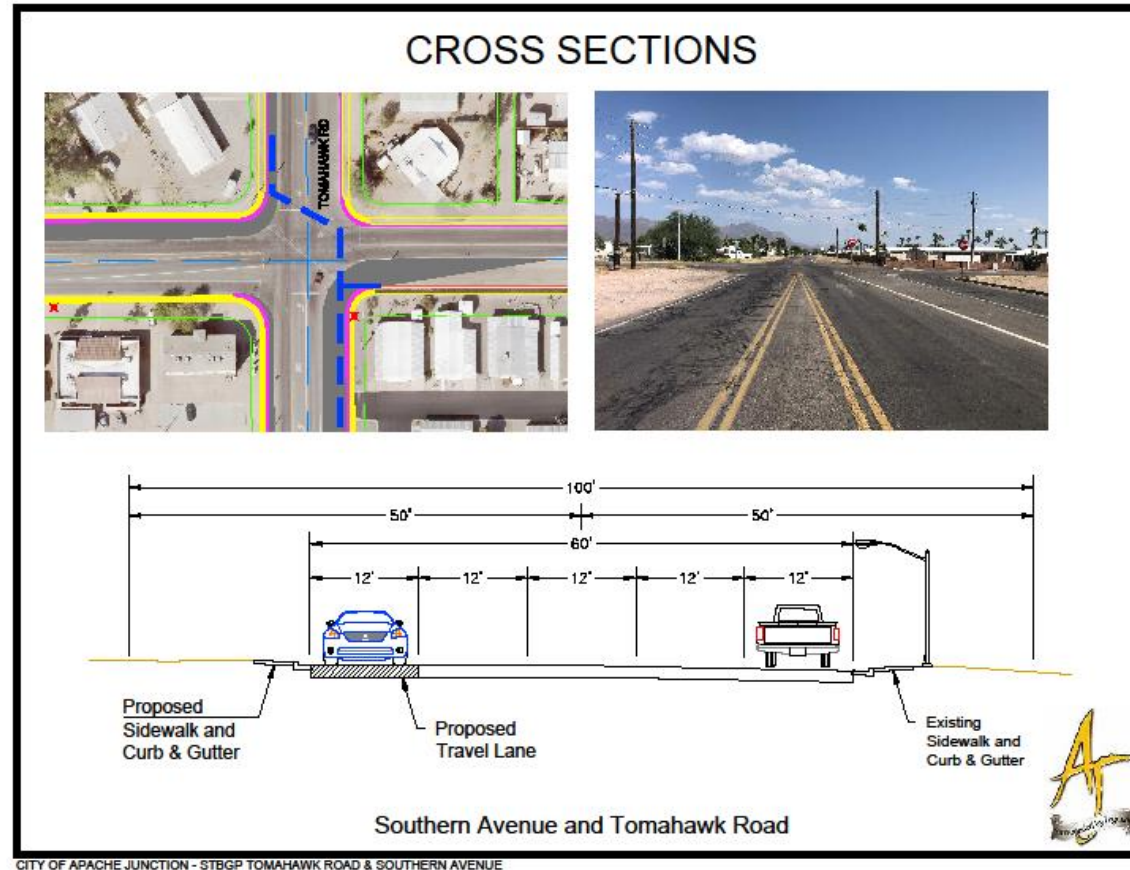 CROSS SECTIONS
TOMAHAWK RD
100'
50' 50'
60'
12' 12' 12' 12' 12'
Proposed
Sidewalk and
Curb & Gutter
Proposed
Travel Lane
Existing
Sidewalk and
Curb & Gutter
AJ
Southern Avenue and Tomahawk Road
CITY OF APACHE JUNCTION - STBGP TOMAHAWK ROAD & SOUTHERN AVENUE